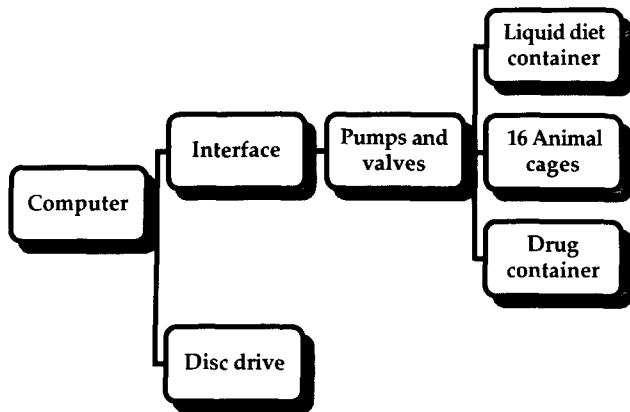 Liquid diet
container
Interface
Pumps and
valves
16 Animal
cages
Computer
Drug
container
Disc drive